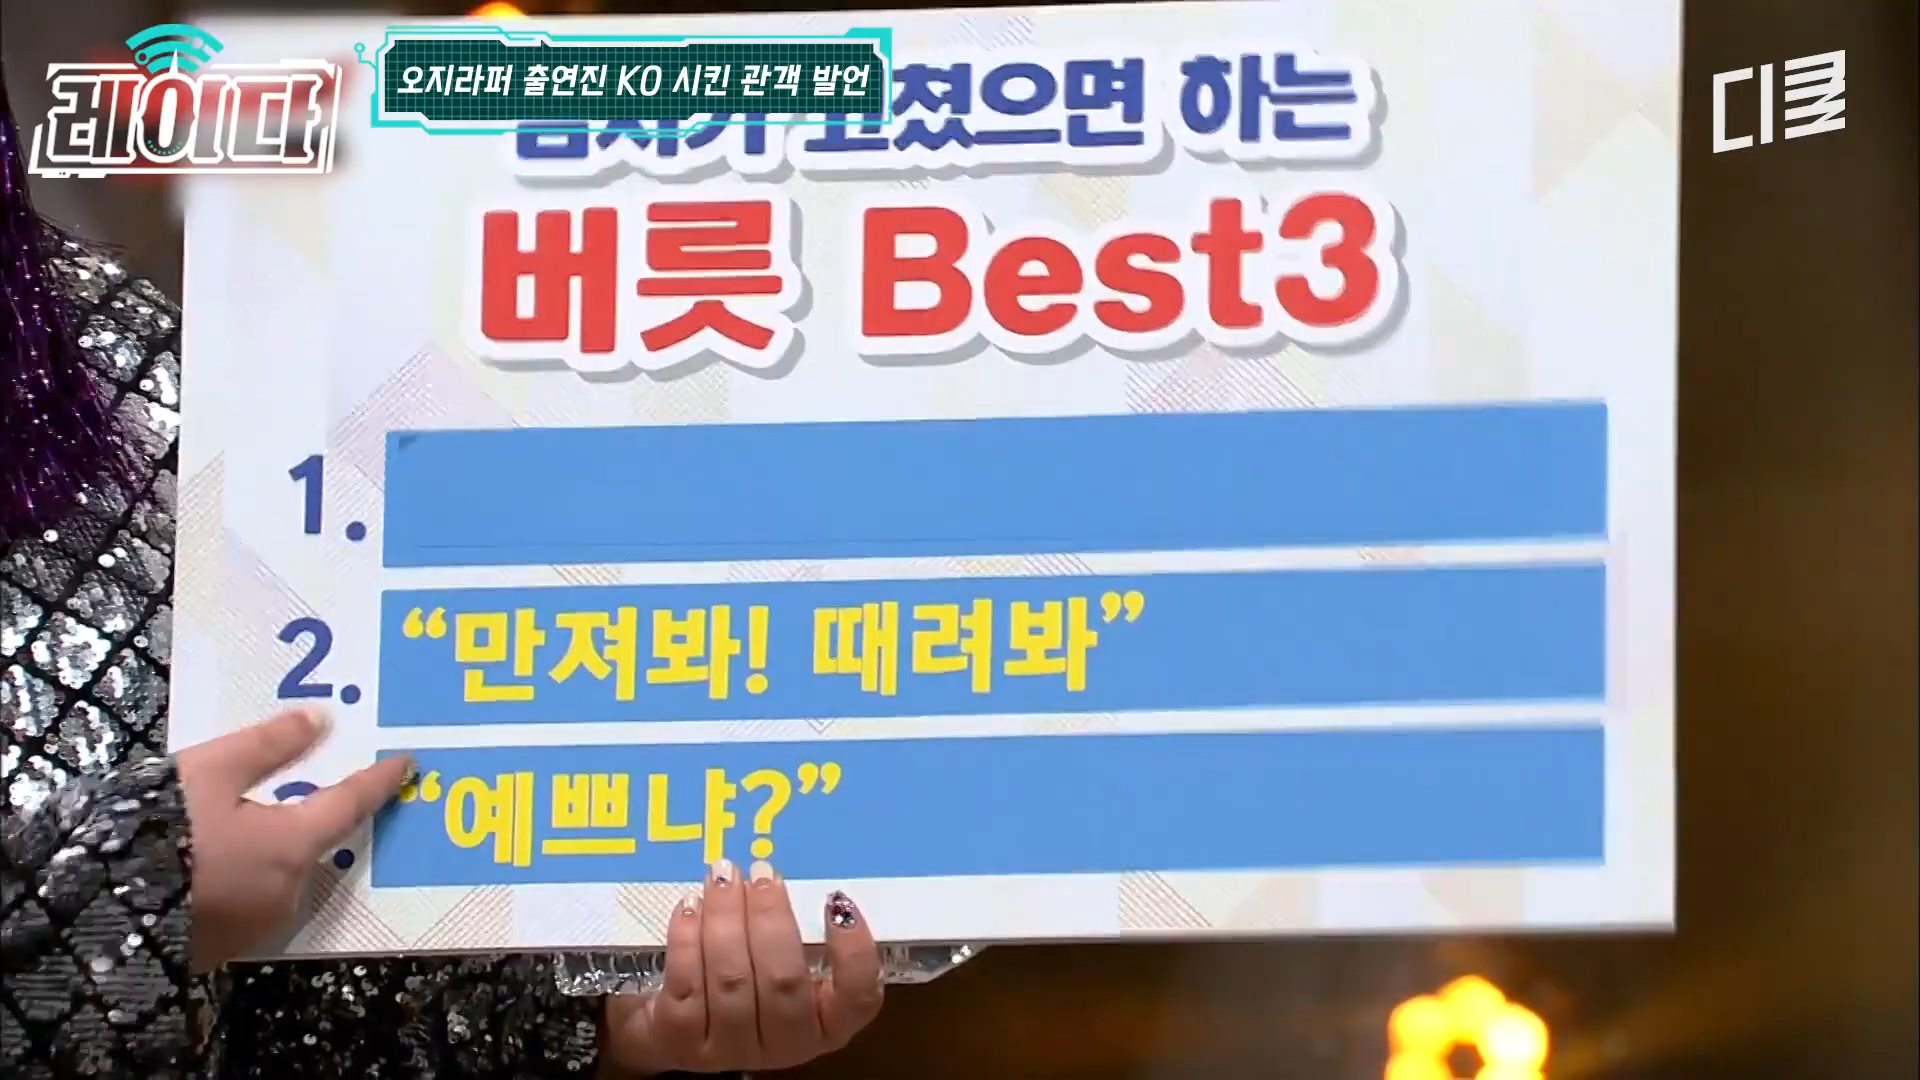 레이다
오지라퍼 출연진 KO 시킨 관객 발언
디클
고쳤으면 하는
버릇 Best3
1.
2. “만져봐! 때려봐”
“예쁘냐?”